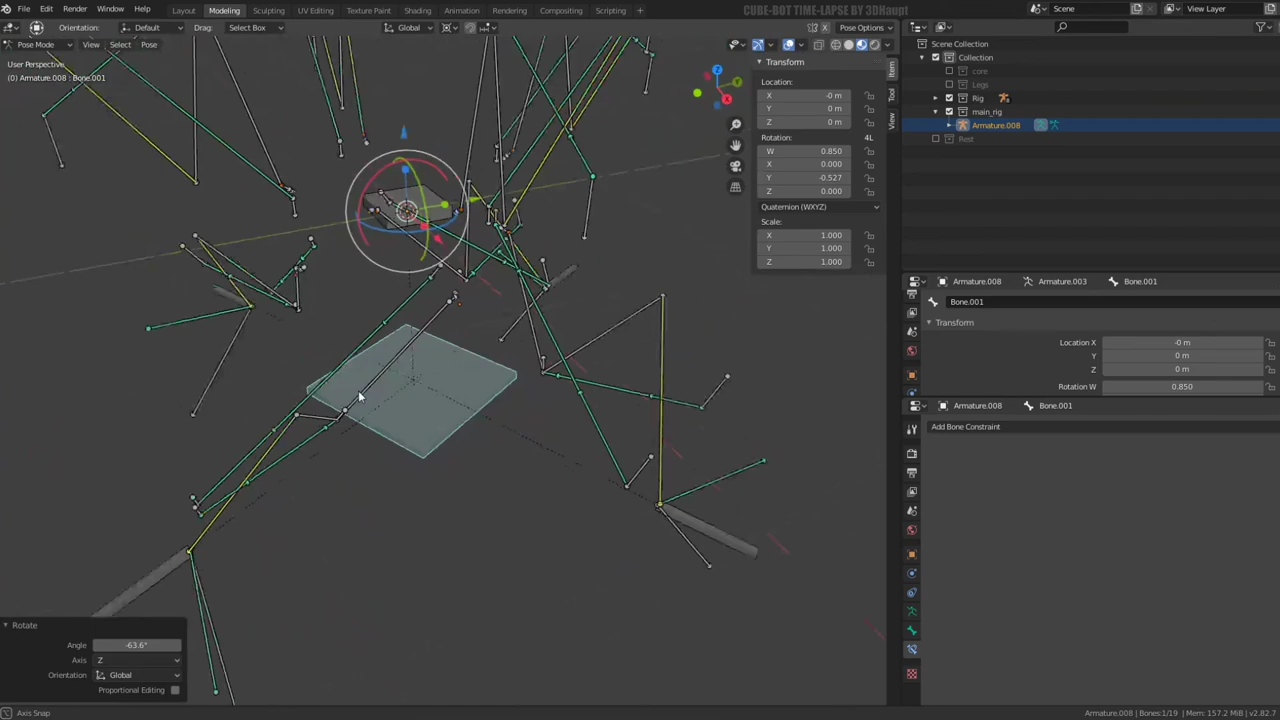 File Edit Render Window Help Layout Modeling Sculpting UV Editing Texture Paint Shading Animation Rendering Compositing Scripting + CUBE-BOT TIME-LAPSE BY 3DHaupt Scene View Layer
Orientation: Default Drag: Select Box Global X Y Z Pose Options
Pose Mode View Select Pose
User Perspective
(0) Armature.008 : Bone.001
Transform
Location:
X -0 m
Y 0 m
Z 0 m
Rotation: 4L
W 0.850
X 0.000
Y -0.527
Z 0.000
Quaternion (WXYZ)
Scale:
X 1.000
Y 1.000
Z 1.000
Item
Tool
View
Z
Y
X
Scene Collection
Collection
core
Legs
Rig
main_rig
Armature.008
Rest
Armature.008 Armature.003 Bone.001
Bone.001
Transform
Location X -0 m
Y 0 m
Z 0 m
Rotation W 0.850
Armature.008 Bone.001
Add Bone Constraint
Rotate
Angle -63.6°
Axis Z
Orientation Global
Proportional Editing
Axis Snap
Armature.008 | Bones:1/19 | Mem: 157.2 MiB | v2.82.7